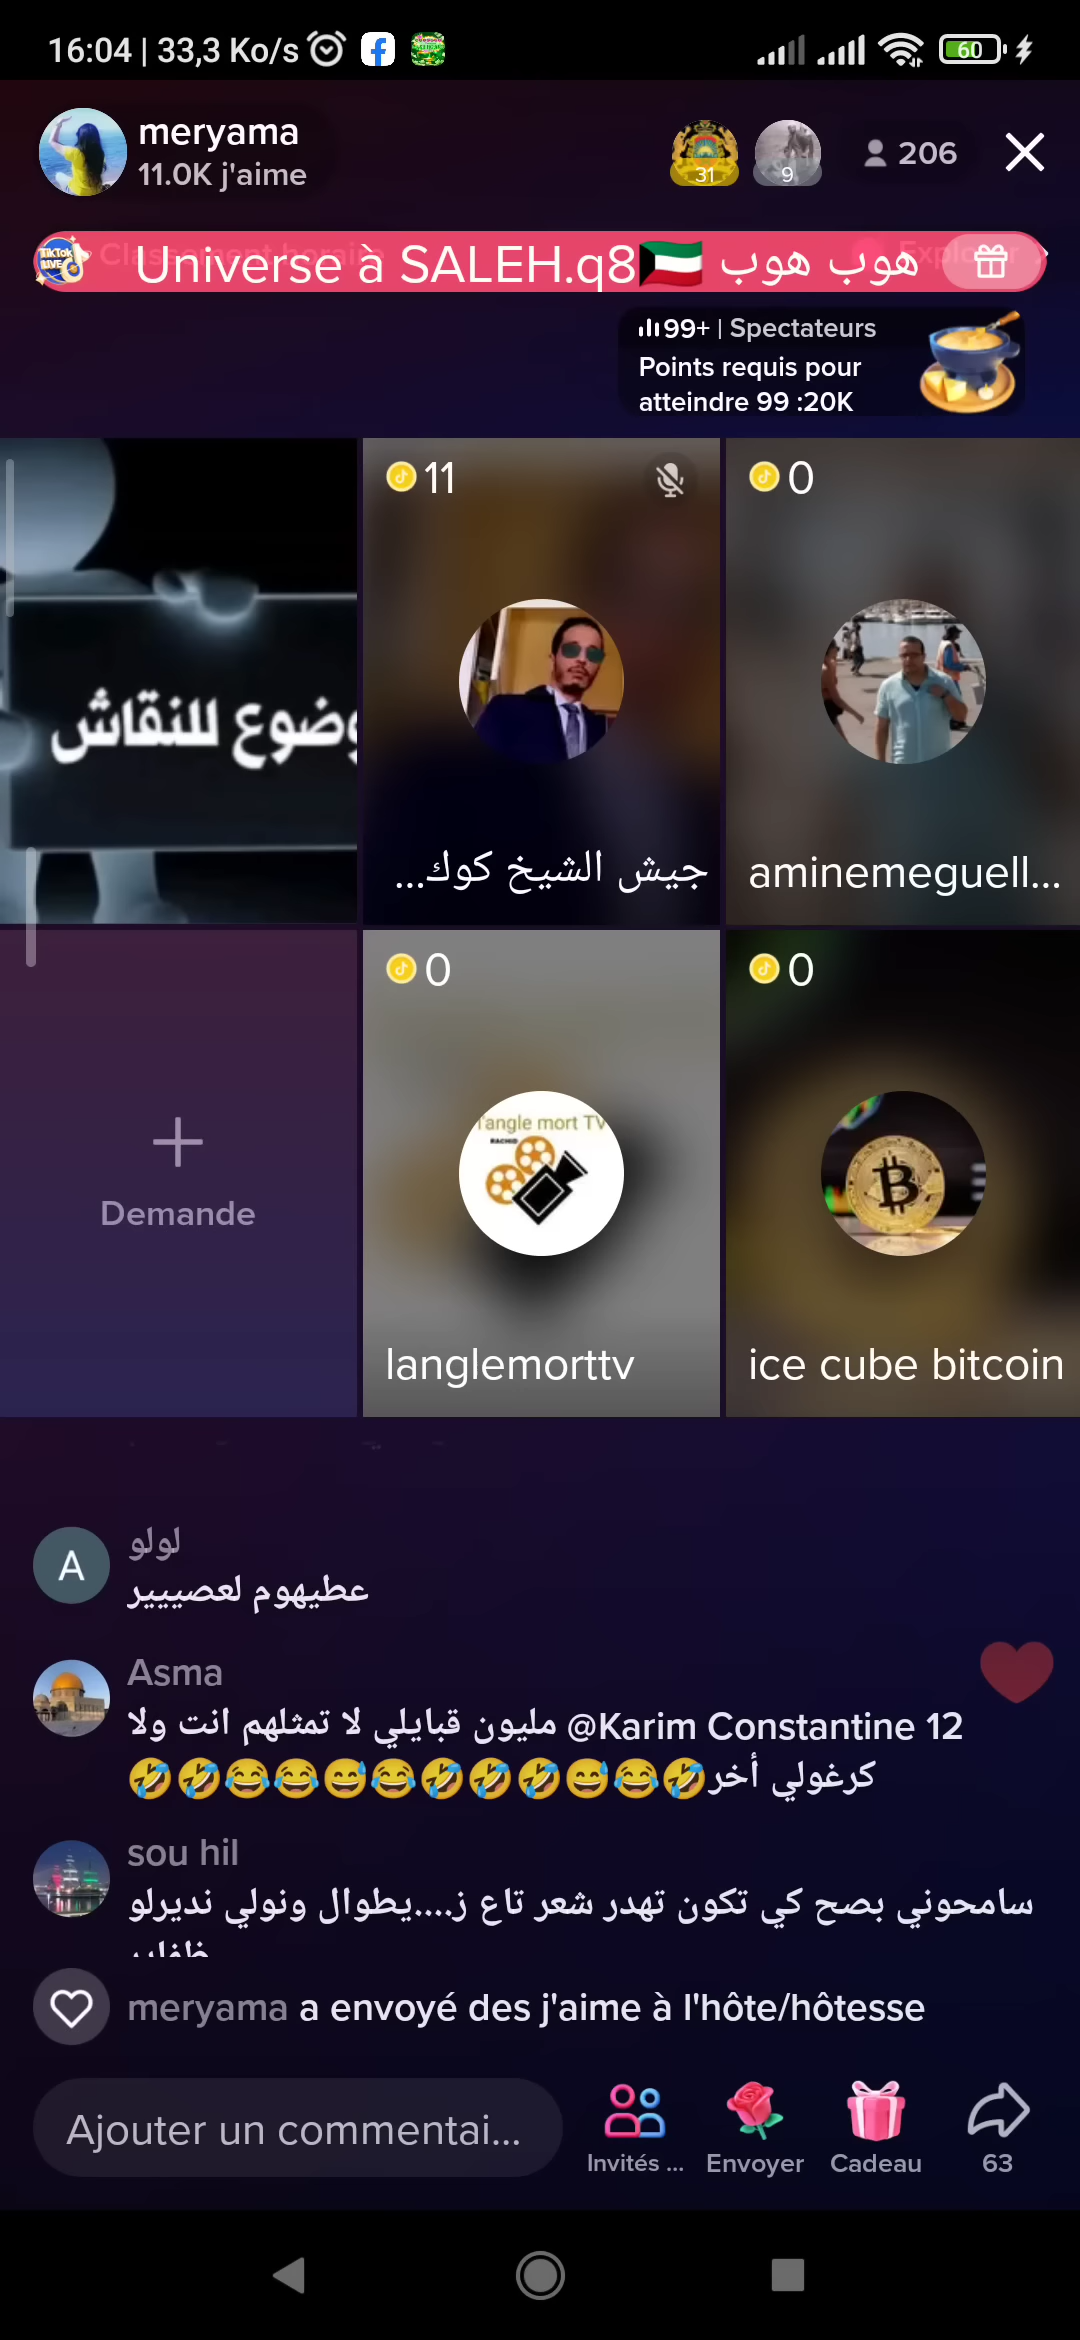 16:04 | 33,3 Ko/s
60
meryama
11.0K j'aime
31
9
206
Universe à SALEH.q8🇰🇼 هوب هوب
TikTok
LIVE
99+ | Spectateurs
Points requis pour
atteindre 99 :20K
وضوع للنقاش
11
جيش الشيخ كوك...
0
aminemeguell...
+
Demande
0
l'angle mort TV
RACHID
langlemorttv
0
ice cube bitcoin
A
لولو
عطيهوم لعصيييير
Asma
@Karim Constantine 12 مليون قبايلي لا تمثلهم انت ولا
كرغولي أخر🤣😂😅🤣🤣🤣😂😅😂😂🤣🤣
sou hil
سامحوني بصح كي تكون تهدر شعر تاع ز....يطوال ونولي نديرلو
meryama a envoyé des j'aime à l'hôte/hôtesse
Ajouter un commentai...
Invités ...
Envoyer
Cadeau
63